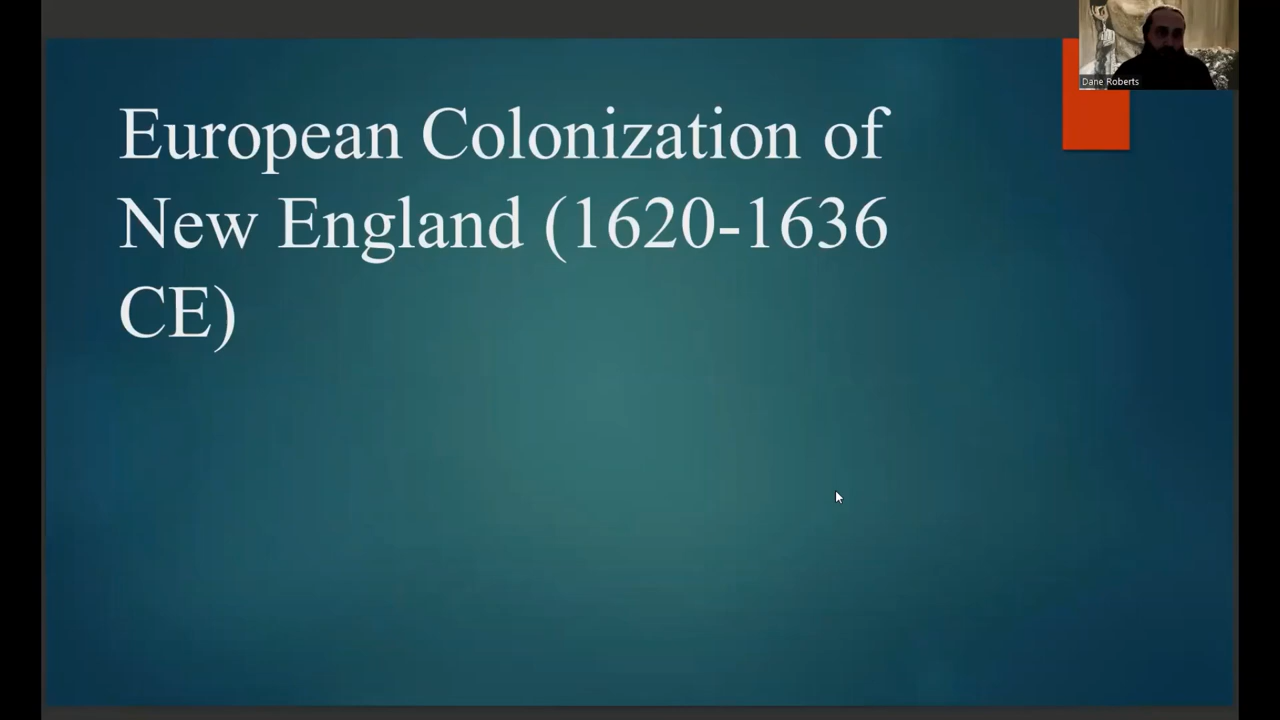 Dane Roberts
European Colonization of
New England (1620-1636
CE)